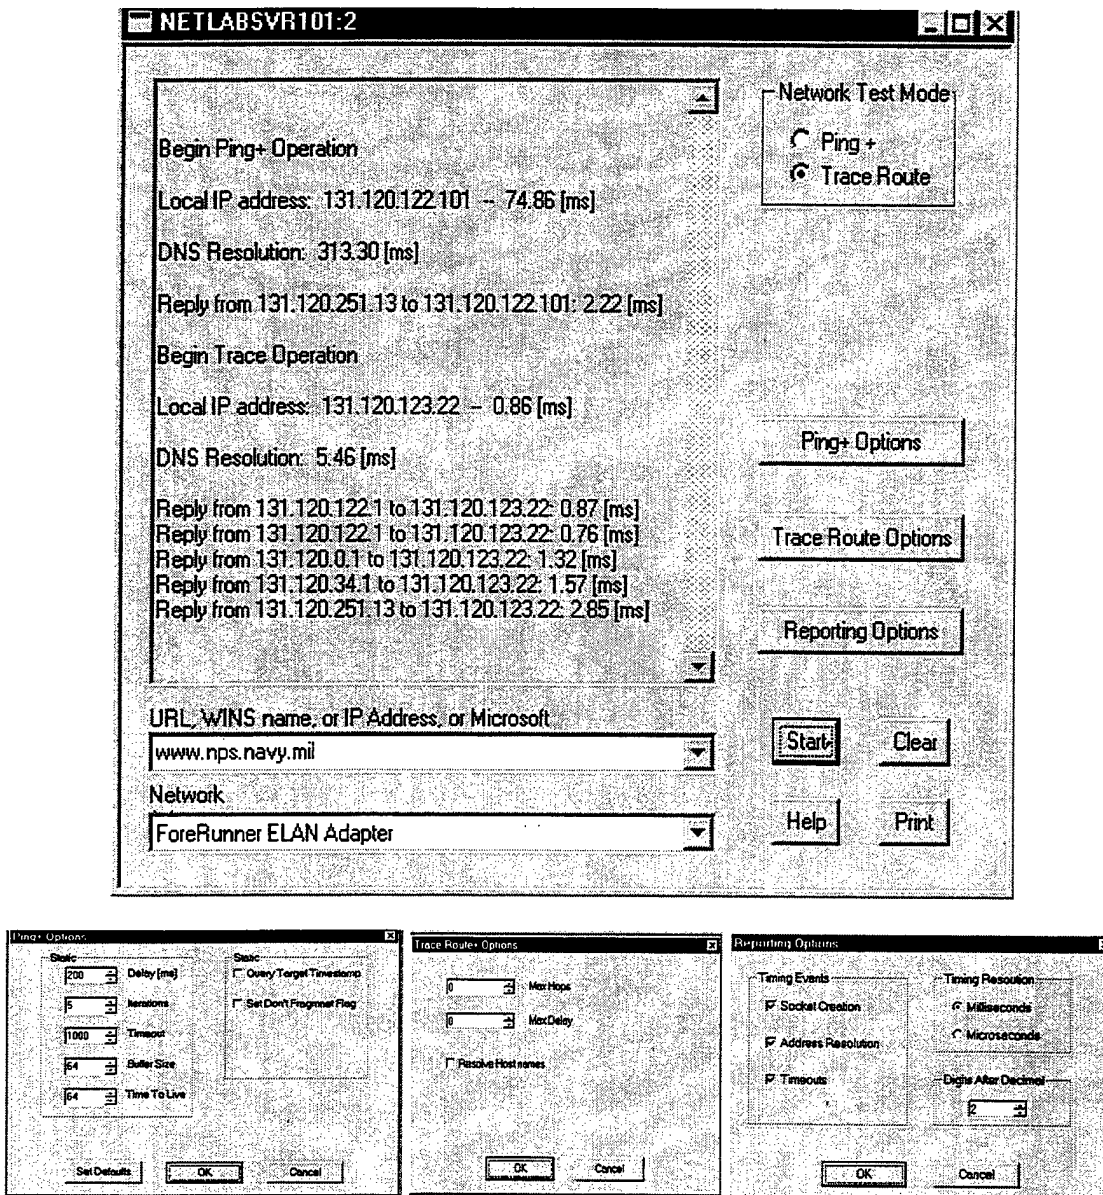 NETLABSVR101:2
Begin Ping+ Operation
Local IP address: 131.120.122.101 -- 74.86 [ms]
DNS Resolution: 313.30 [ms]
Reply from 131.120.251.13 to 131.120.122.101: 2.22 [ms]
Begin Trace Operation
Local IP address: 131.120.123.22 -- 0.86 [ms]
DNS Resolution: 5.46 [ms]
Reply from 131.120.122.1 to 131.120.123.22: 0.87 [ms]
Reply from 131.120.122.1 to 131.120.123.22: 0.76 [ms]
Reply from 131.120.0.1 to 131.120.123.22: 1.32 [ms]
Reply from 131.120.34.1 to 131.120.123.22: 1.57 [ms]
Reply from 131.120.251.13 to 131.120.123.22: 2.85 [ms]
Network Test Mode
Ping +
Trace Route
Ping+ Options
Trace Route Options
Reporting Options
URL, WINS name, or IP Address, or Microsoft
www.nps.navy.mil
Network
ForeRunner ELAN Adapter
Start
Clear
Help
Print
Ping+ Options
Static
200 Delay [ms]
5 Iterations
1000 Timeout
64 Buffer Size
64 Time To Live
Static
Query Target Timestamp
Set Don't Fragmnet Flag
Set Defaults
OK
Cancel
Trace Route+ Options
0 Max Hops
0 Max Delay
Resolve Host names
OK
Cancel
Reporting Options
Timing Events
Socket Creation
Address Resolution
Timeouts
Timing Resoution
Milliseconds
Microseconds
Digits After Decimel
2
OK
Cancel